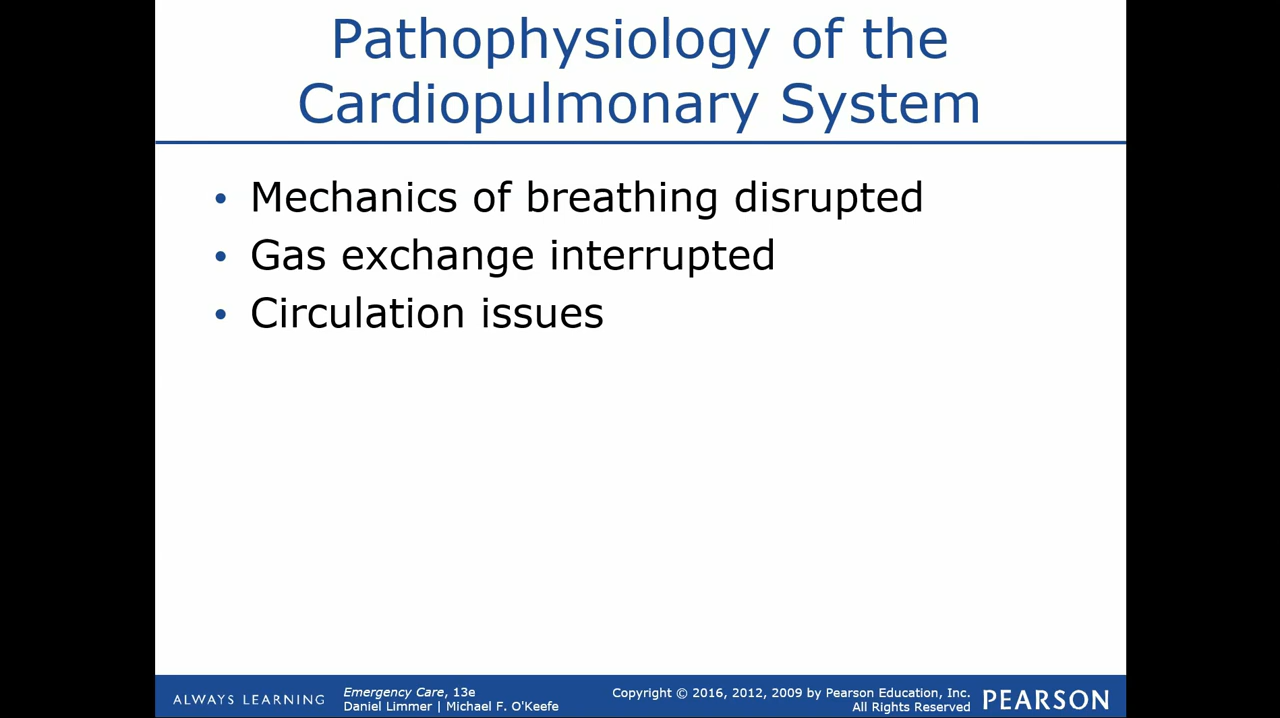 Pathophysiology of the
Cardiopulmonary System
• Mechanics of breathing disrupted
• Gas exchange interrupted
• Circulation issues
ALWAYS LEARNING
Emergency Care, 13e
Daniel Limmer | Michael F. O'Keefe
Copyright © 2016, 2012, 2009 by Pearson Education, Inc.
All Rights Reserved
PEARSON